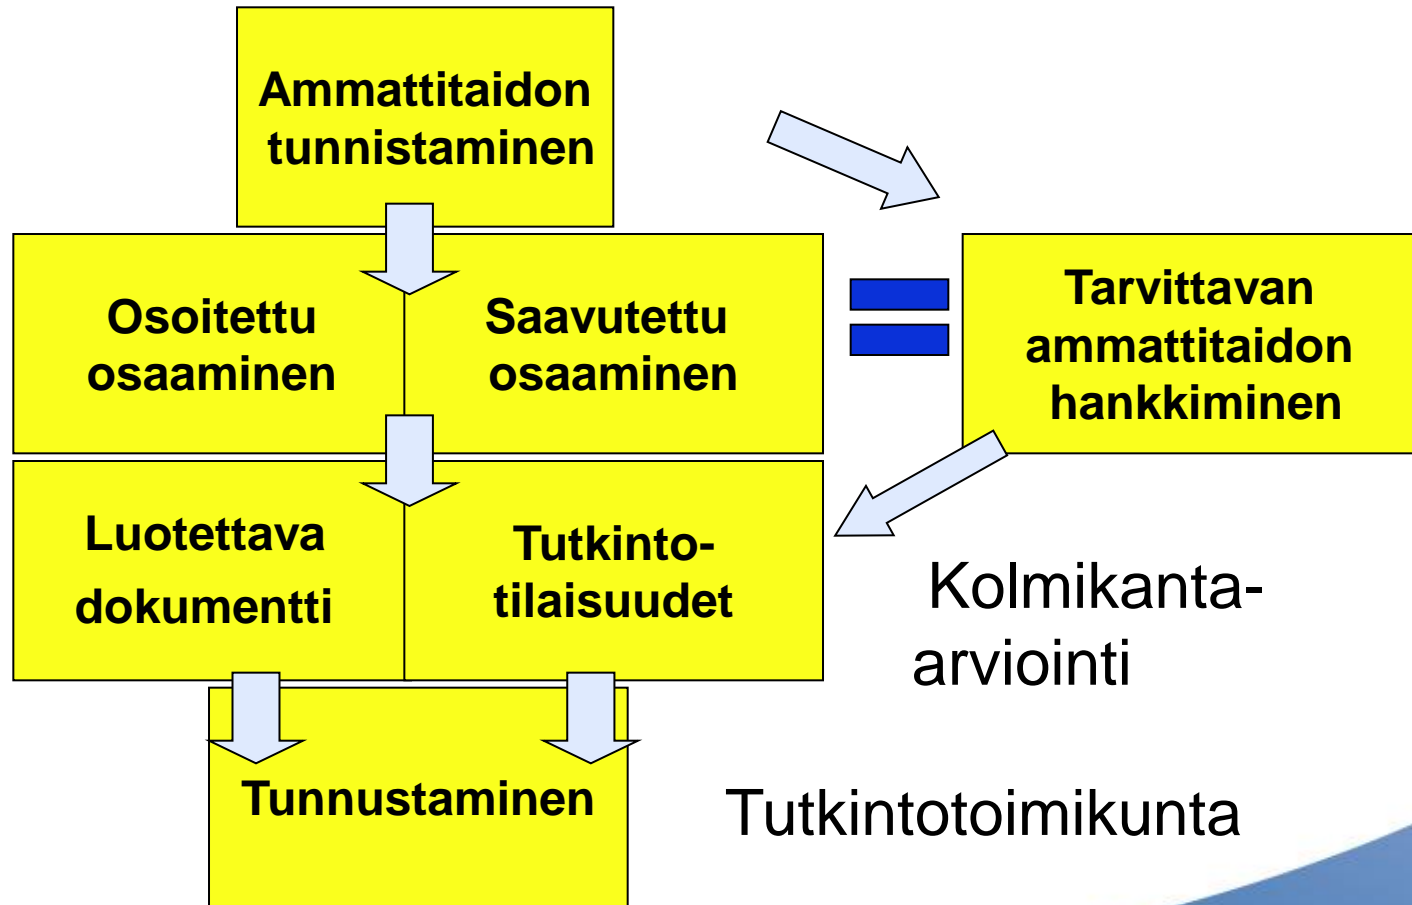 Ammattitaidon
tunnistaminen
Osoitettu
osaaminen
Saavutettu
osaaminen
Tarvittavan
ammattitaidon
hankkiminen
Luotettava
dokumentti
Tutkinto-
tilaisuudet
Kolmikanta-
arviointi
Tunnustaminen
Tutkintotoimikunta